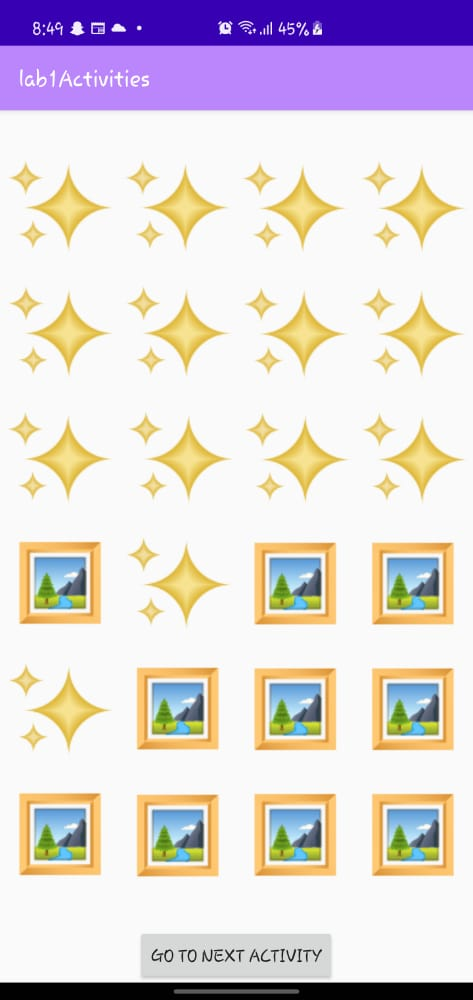 8:49 45%
lab1Activities
GO TO NEXT ACTIVITY